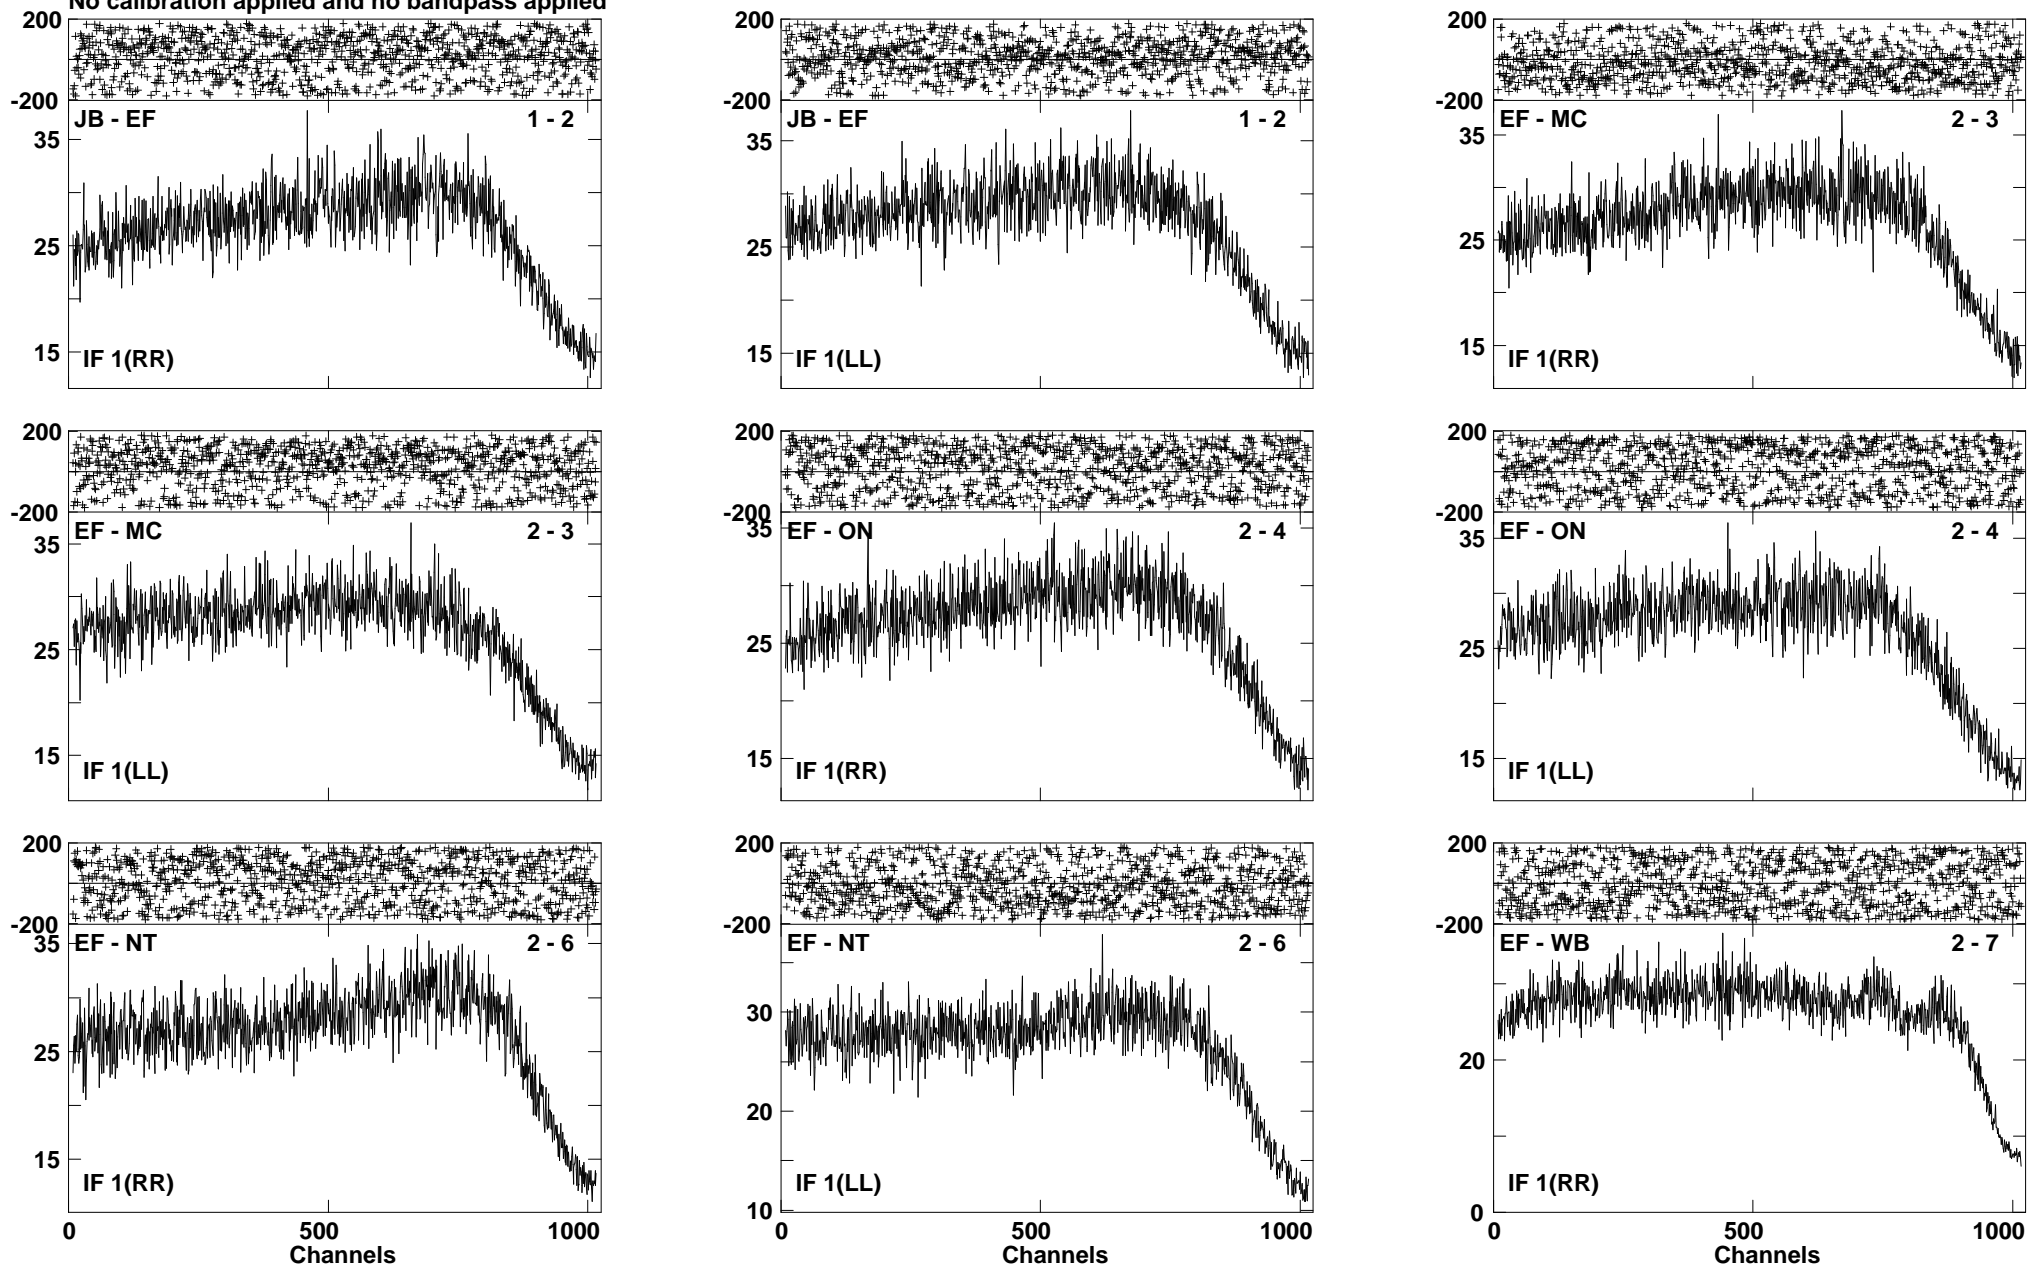 No calibration applied and no bandpass applied
200 200 200
-200 -200 -200
JB - EF 1 - 2 JB - EF 1 - 2 EF - MC 2 - 3
35 35 35
25 25 25
15 15 15
IF 1(RR) IF 1(LL) IF 1(RR)
200 200 200
-200 -200 -200
EF - MC 2 - 3 EF - ON 2 - 4 EF - ON 2 - 4
35 35 35
25 25 25
15 15 15
IF 1(LL) IF 1(RR) IF 1(LL)
200 200 200
-200 -200 -200
EF - NT 2 - 6 EF - NT 2 - 6 EF - WB 2 - 7
35 30 20
25 20
15
IF 1(RR) IF 1(LL) IF 1(RR)
10 0
0 500 1000 0 500 1000 0 500 1000
Channels Channels Channels